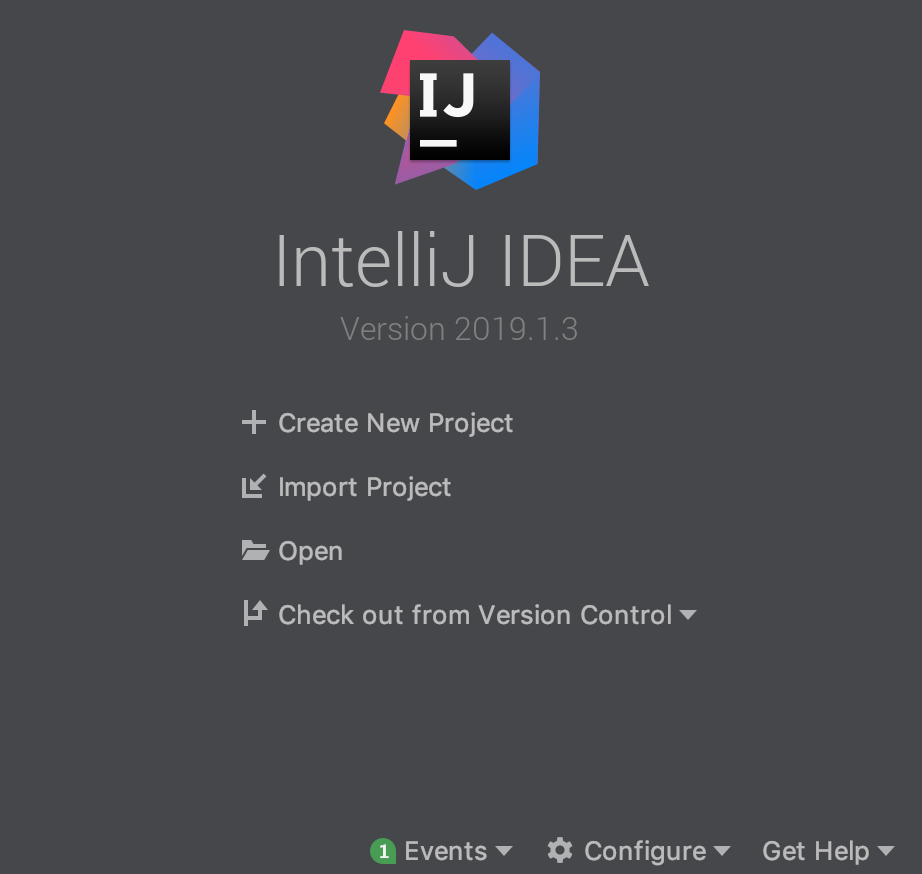 IJ
IntelliJ IDEA
Version 2019.1.3
Create New Project
Import Project
Open
Check out from Version Control
1 Events Configure Get Help